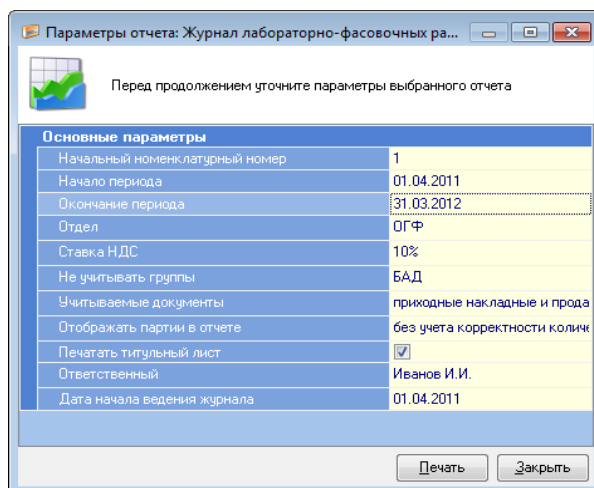 Параметры отчета: Журнал лабораторно-фасовочных ра...
Перед продолжением уточните параметры выбранного отчета
Основные параметры
Начальный номенклатурный номер 1
Начало периода 01.04.2011
Окончание периода 31.03.2012
Отдел ОГФ
Ставка НДС 10%
Не учитывать группы БАД
Учитываемые документы приходные накладные и прода
Отображать партии в отчете без учета корректности количе
Печатать титульный лист
Ответственный Иванов И.И.
Дата начала ведения журнала 01.04.2011
Печать Закрыть